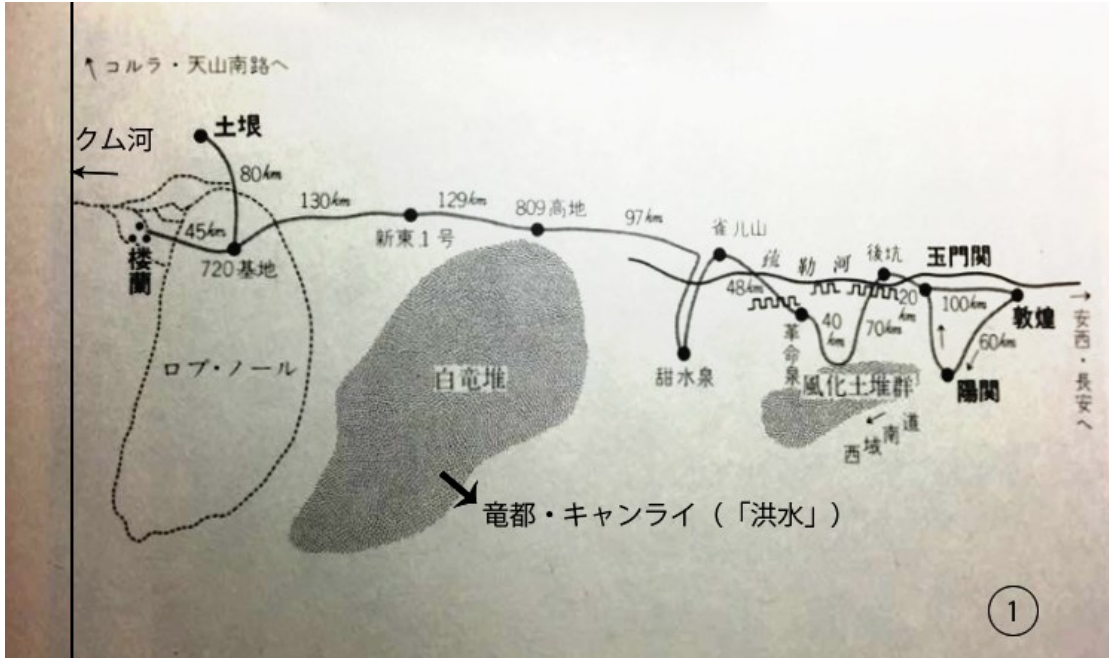 コルラ・天山南路へ
クム河
土垠
80km
130km
129km
809高地
97km
雀儿山
疏勒河
後坑
玉門関
45km
新東1号
720基地
楼蘭
48km
20km
100km
敦煌
→安西・長安へ
40km
70km
60km
革命泉
ロブ・ノール
白竜堆
甜水泉
風化土堆群
陽関
西域南道
竜都・キャンライ(「洪水」)
1